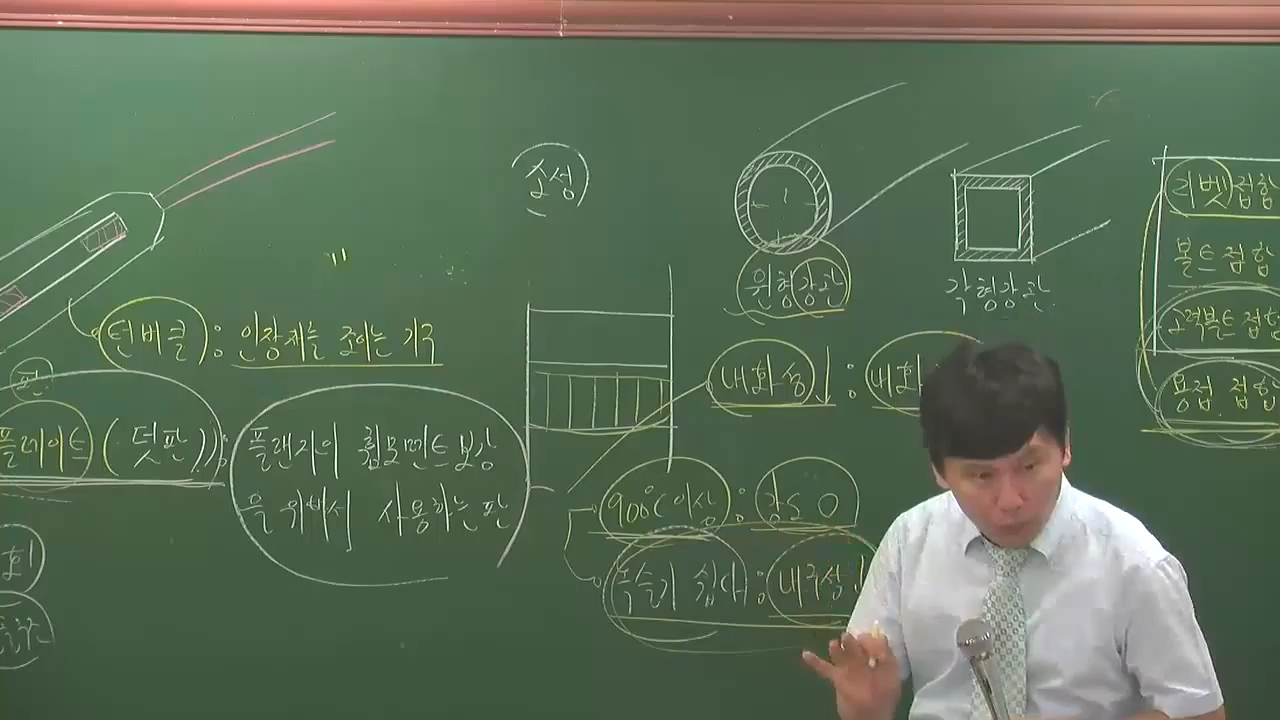 소성
턴버클 : 인장재를 조이는 기구
플레이트 (덧판) :
플랜지의 휨모멘트 보강
을 위해서 사용하는 판
원형강관
각형강관
내화성↓ : 내화
900℃이상 : 강도 0
녹슬기 쉽다 : 내구성
리벳접합
볼트접합
고력볼트 접합
용접 접합